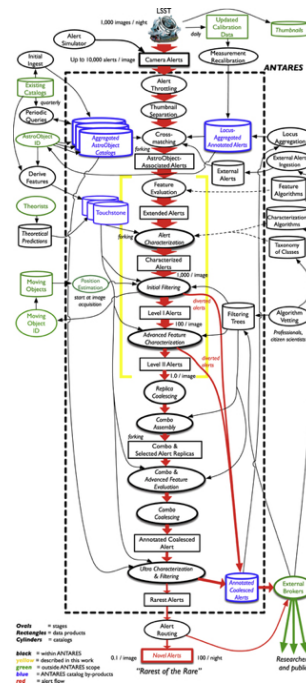 LSST
1,000 images / night
Alert
Simulator
Updated
Calibration
Data
Thumbnails
daily
Initial
Ingest
Up to 10,000 alerts / image
Camera Alerts
Measurement
Recalibration
ANTARES
Existing
Catalogs
quarterly
Alert
Throttling
Thumbnail
Separation
Periodic
Queries
Aggregated
AstroObject
Catalogs
Cross-
matching
Locus-
Aggregated
Annotated Alerts
Locus
Aggregation
AstroObject
ID
forking
AstroObject-
Associated Alerts
External
Alerts
External Alert
Ingestion
Derive
Features
Feature
Evaluation
Feature
Algorithms
Theorists
Touchstone
Extended Alerts
Characterization
Algorithms
Theoretical
Predictions
forking
Alert
Characterization
Taxonomy
of Classes
Characterized
Alerts
1,000 / image
Moving
Objects
Position
Estimation
start at image
acquisition
Initial Filtering
diverted
alerts
Level I Alerts
Filtering
Trees
Algorithm
Vetting
Moving
Object
ID
100 / image
Professionals,
citizen scientists
Advanced Feature
Characterization
diverted
alerts
Level II Alerts
1.0 / image
Replica
Coalescing
Combo
Assembly
forking
Combo &
Selected Alert Replicas
Combo &
Advanced Feature
Evaluation
Combo
Coalescing
Annotated Coalesced
Alert
Ultra Characterization
& Filtering
Annotated
Coalesced
Alerts
External
Brokers
Rarest Alerts
Ovals = stages
Rectangles = data products
Cylinders = catalogs
Alert
Routing
black = within ANTARES
yellow = described in this work
green = outside ANTARES scope
blue = ANTARES catalog by-products
red = alert flow
0.1 / image
Novel Alerts
100 / night
"Rarest of the Rare"
Researchers
and public